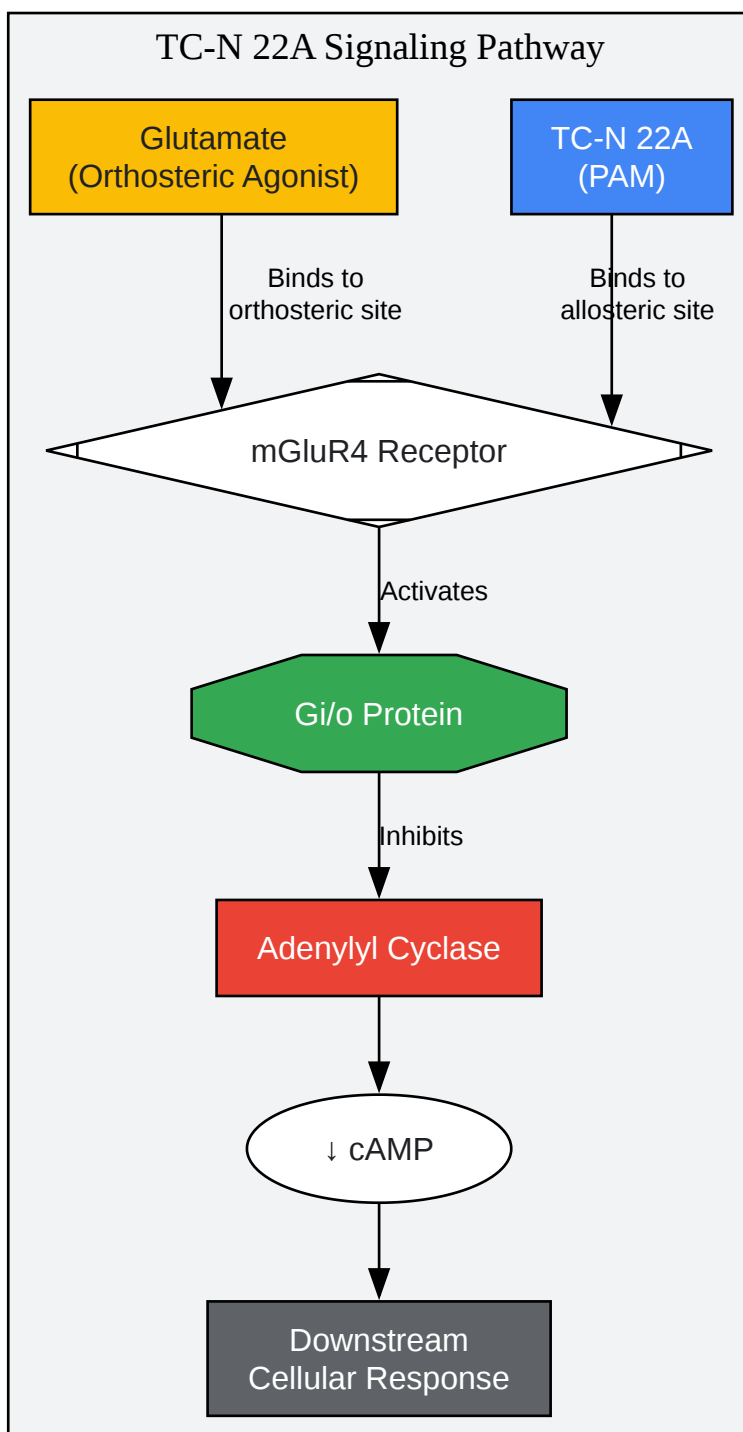 TC-N 22A Signaling Pathway
Glutamate
(Orthosteric Agonist)
TC-N 22A
(PAM)
Binds to
orthosteric site
Binds to
allosteric site
mGluR4 Receptor
Activates
Gi/o Protein
Inhibits
Adenylyl Cyclase
↓ cAMP
Downstream
Cellular Response